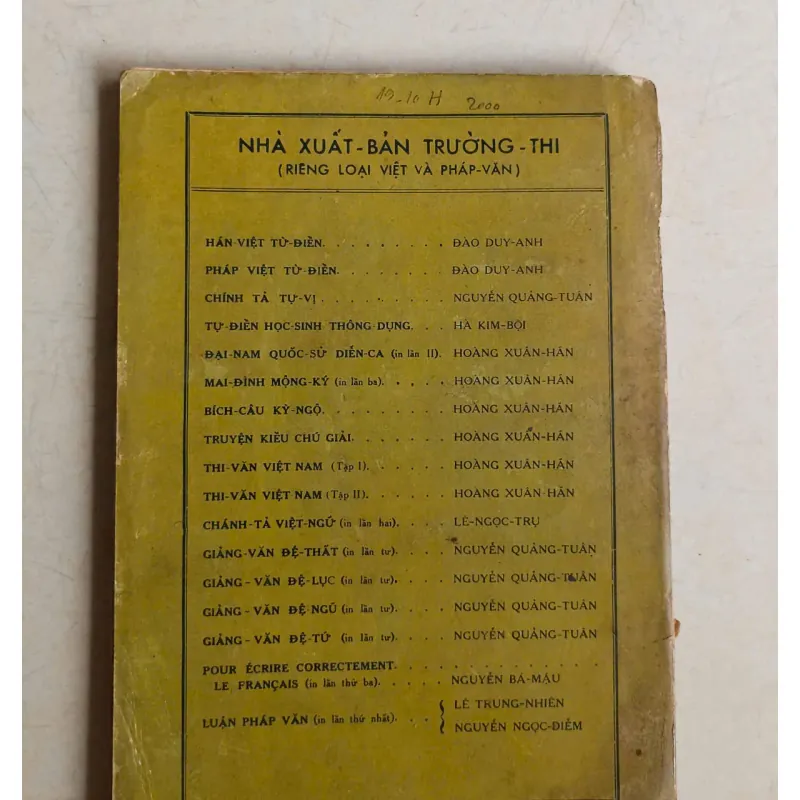 19-10 H 2000
NHÀ XUẤT-BẢN TRƯỜNG-THI
(RIÊNG LOẠI VIỆT VÀ PHÁP-VĂN)
HÁN-VIỆT TỪ-ĐIỂN. . . . . . . . . ĐÀO DUY-ANH
PHÁP VIỆT TỪ-ĐIỂN. . . . . . . . ĐÀO DUY-ANH
CHÍNH TẢ TỰ-VỊ . . . . . . . . . NGUYỄN QUẢNG-TUÂN
TỰ-ĐIỂN HỌC-SINH THÔNG DỤNG. . . HÀ KIM-BỘI
ĐẠI-NAM QUỐC-SỬ DIỄN-CA (in lần II). HOÀNG XUÂN-HÃN
MAI-ĐÌNH MỘNG-KÝ (in lần ba). . . . . HOÀNG XUÂN-HÃN
BÍCH-CÂU KỲ-NGỘ. . . . . . . . . HOÀNG XUÂN-HÃN
TRUYỆN KIỀU CHÚ GIẢI. . . . . . . HOÀNG XUÂN-HÃN
THI-VĂN VIỆT NAM (Tập I). . . . . . HOÀNG XUÂN-HÃN
THI-VĂN VIỆT NAM (Tập II). . . . . . HOÀNG XUÂN HÃN
CHÁNH-TẢ VIỆT-NGỮ (in lần hai). . . . LÊ-NGỌC-TRỤ
GIẢNG-VĂN ĐỆ-THẤT (in lần tư). . . . NGUYỄN QUẢNG-TUÂN
GIẢNG - VĂN ĐỆ-LỤC (in lần tư). . . . NGUYỄN QUẢNG-TUÂN
GIẢNG - VĂN ĐỆ-NGŨ (in lần tư). . . . NGUYỄN QUẢNG-TUÂN
GIẢNG - VĂN ĐỆ-TỨ (in lần tư). . . . NGUYỄN QUẢNG-TUÂN
POUR ÉCRIRE CORRECTEMENT. . . . . . . . . . . . .
LE FRANÇAIS (in lần thứ ba). . . . . NGUYỄN BÁ-MẬU
LUẬN PHÁP VĂN (in lần thứ nhất). . . { LÊ TRUNG-NHIÊN
NGUYỄN NGỌC-DIỄM